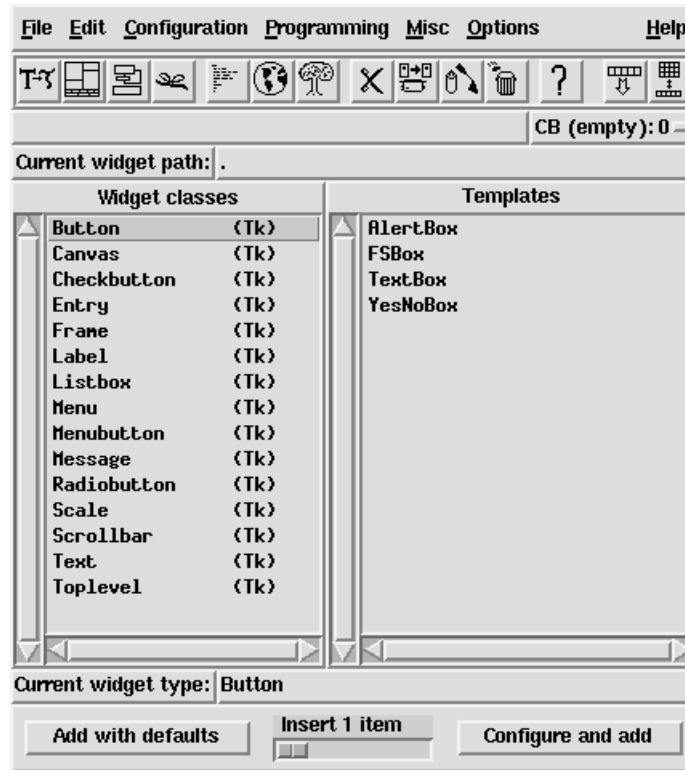 File Edit Configuration Programming Misc Options Help
?
CB (empty): 0
Current widget path: .
Widget classes
Templates
Button (Tk)
Canvas (Tk)
Checkbutton (Tk)
Entry (Tk)
Frame (Tk)
Label (Tk)
Listbox (Tk)
Menu (Tk)
Menubutton (Tk)
Message (Tk)
Radiobutton (Tk)
Scale (Tk)
Scrollbar (Tk)
Text (Tk)
Toplevel (Tk)
AlertBox
FSBox
TextBox
YesNoBox
Current widget type: Button
Add with defaults
Insert 1 item
Configure and add